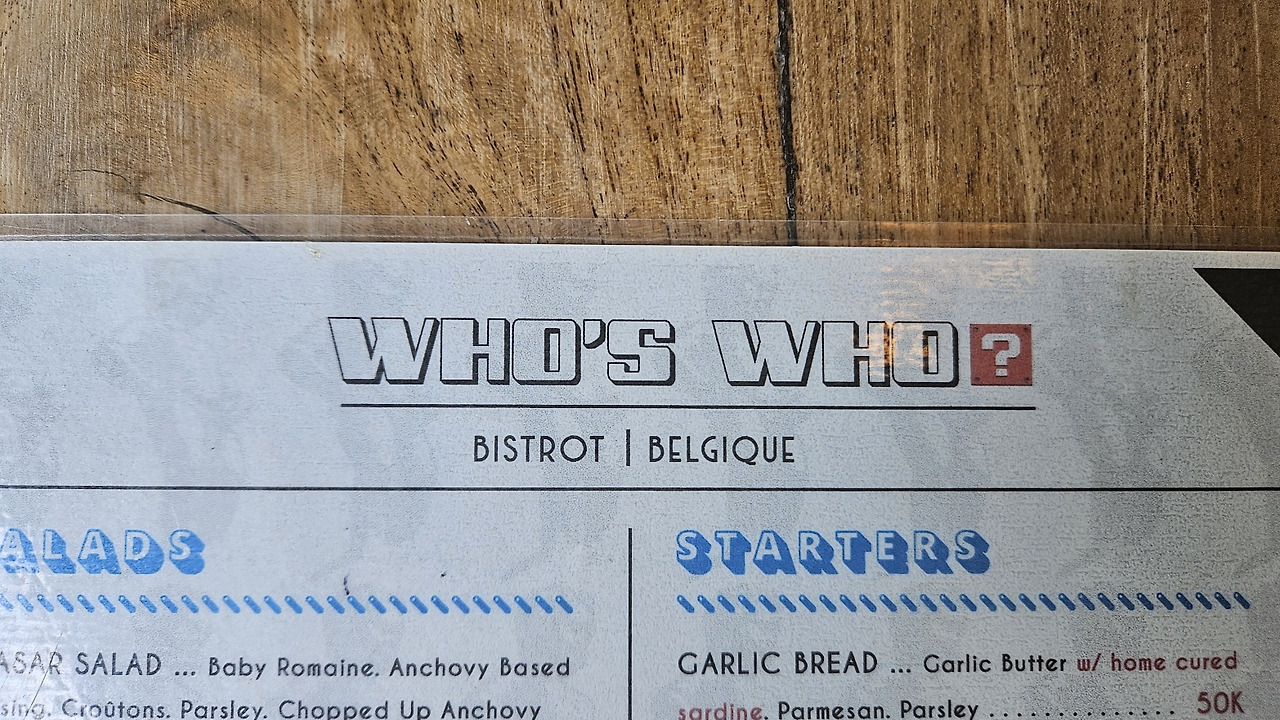 WHO'S WHO?
BISTROT | BELGIQUE
ALADS
ASAR SALAD ... Baby Romaine. Anchovy Based
sing. Croûtons. Parsley. Chopped Up Anchovy
STARTERS
GARLIC BREAD ... Garlic Butter w/ home cured
sardine. Parmesan. Parsley .................. 50K